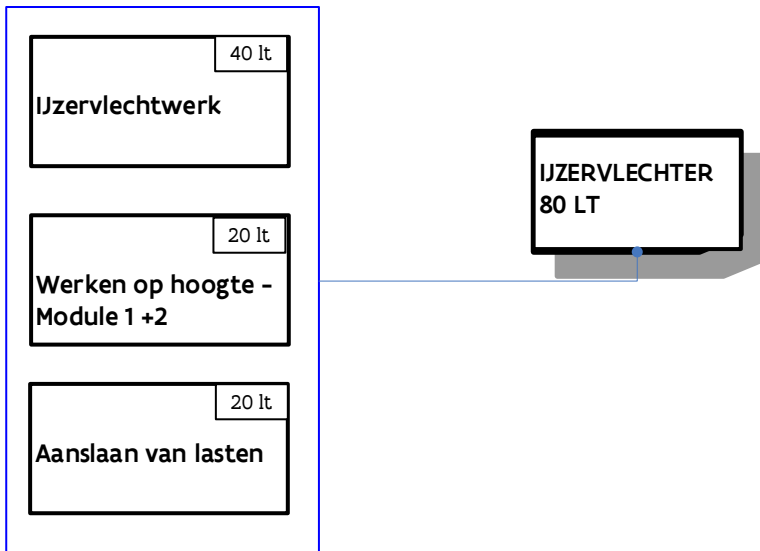 40 lt
IJzervlechtwerk
20 lt
Werken op hoogte –
Module 1 +2
20 lt
Aanslaan van lasten
IJZERVLECHTER
80 LT